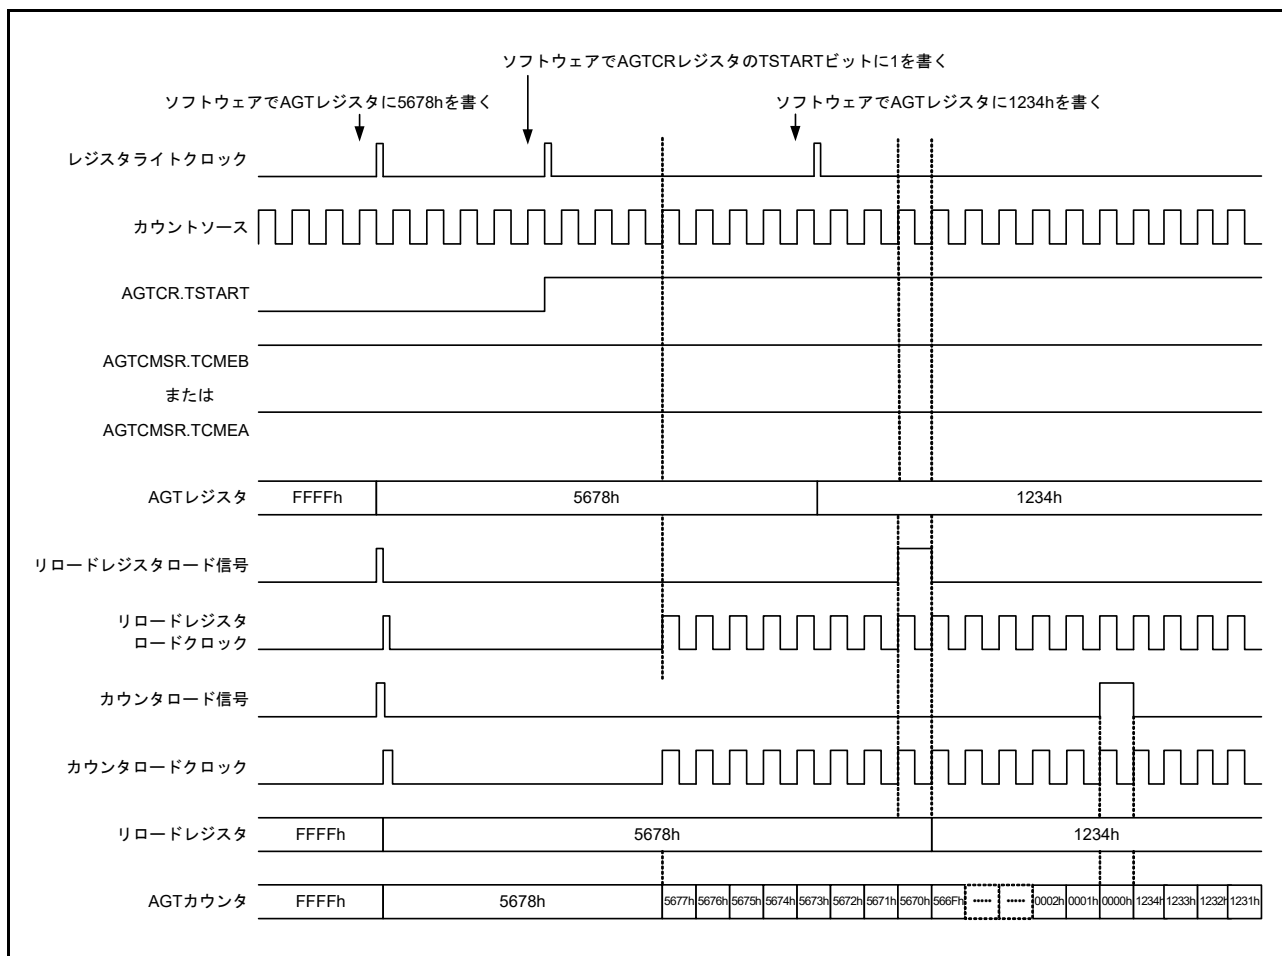 ソフトウェアでAGTCRレジスタのTSTARTビットに1を書く
ソフトウェアでAGTレジスタに5678hを書く
ソフトウェアでAGTレジスタに1234hを書く
レジスタライトクロック
カウントソース
AGTCR.TSTART
AGTCMSR.TCMEB
または
AGTCMSR.TCMEA
AGTレジスタ FFFFh 5678h 1234h
リロードレジスタロード信号
リロードレジスタ
ロードクロック
カウンタロード信号
カウンタロードクロック
リロードレジスタ FFFFh 5678h 1234h
AGTカウンタ FFFFh 5678h 5677h 5676h 5675h 5674h 5673h 5672h 5671h 5670h 566Fh ····· ····· 0002h 0001h 0000h 1234h 1233h 1232h 1231h